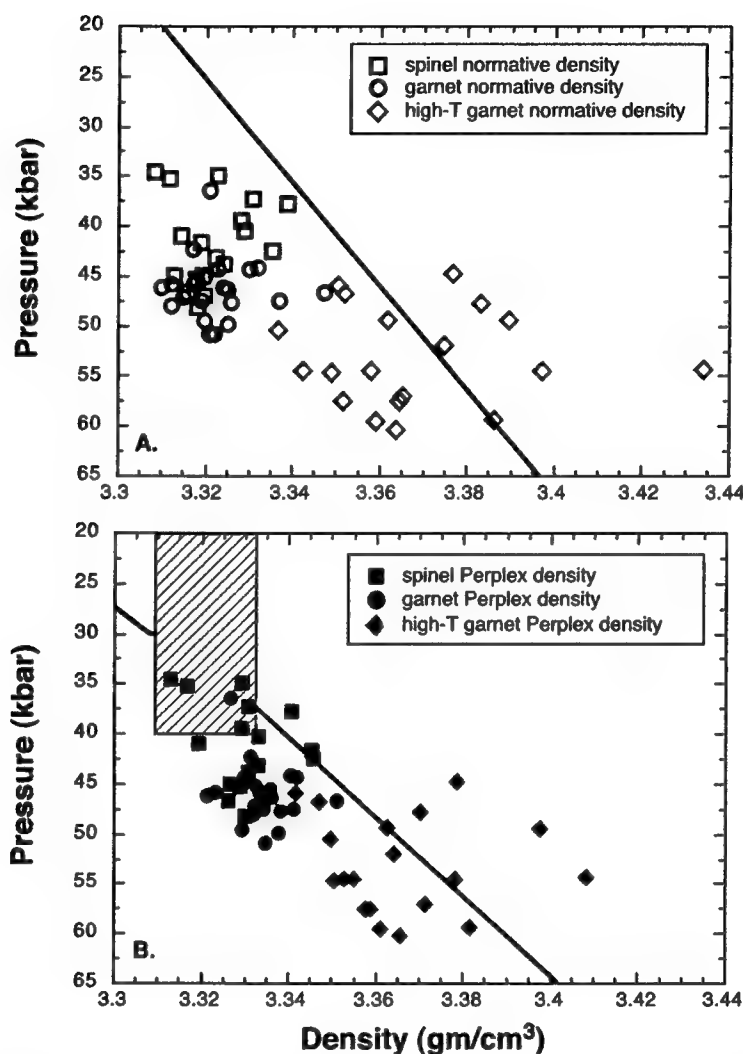 20
25
30
35
40
45
50
55
60
65
Pressure (kbar)
spinel normative density
garnet normative density
high-T garnet normative density
A.
3.3 3.32 3.34 3.36 3.38 3.4 3.42 3.44
20
25
30
35
40
45
50
55
60
65
Pressure (kbar)
spinel Perplex density
garnet Perplex density
high-T garnet Perplex density
B.
3.3 3.32 3.34 3.36 3.38 3.4 3.42 3.44
Density (gm/cm³)